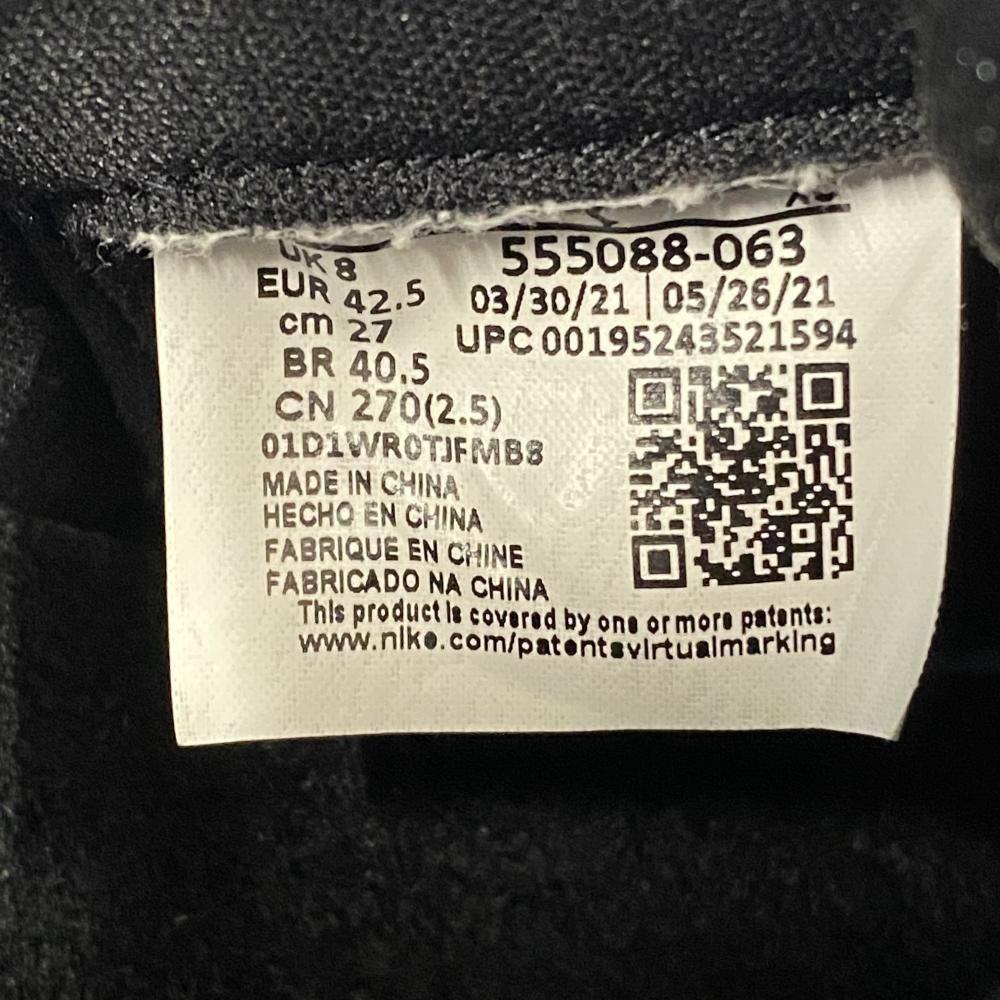 UK 8
EUR 42.5
cm 27
BR 40.5
CN 270(2.5)
01D1WR0TJFMB8
MADE IN CHINA
HECHO EN CHINA
FABRIQUE EN CHINE
FABRICADO NA CHINA
555088-063
03/30/21 | 05/26/21
UPC 00195243521594
This product is covered by one or more patents:
www.nike.com/patentsvirtualmarking